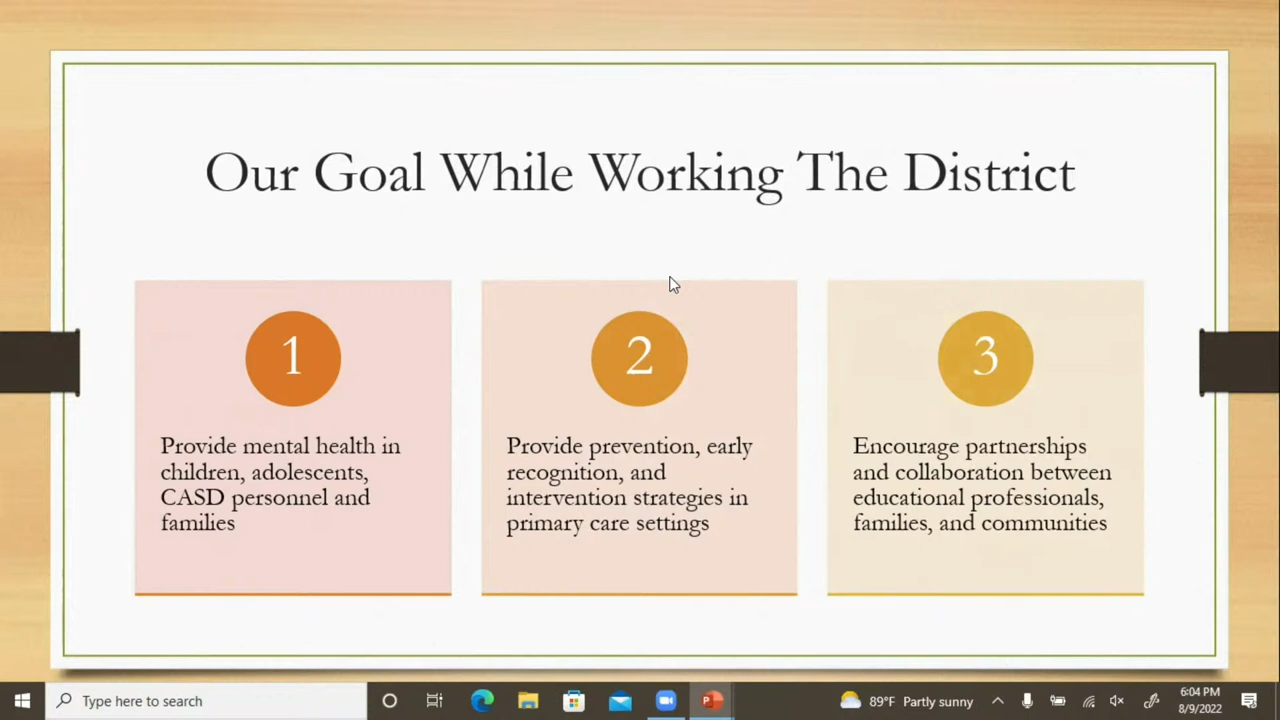 Our Goal While Working The District
1
Provide mental health in
children, adolescents,
CASD personnel and
families
2
Provide prevention, early
recognition, and
intervention strategies in
primary care settings
3
Encourage partnerships
and collaboration between
educational professionals,
families, and communities
Type here to search
89°F Partly sunny
6:04 PM
8/9/2022